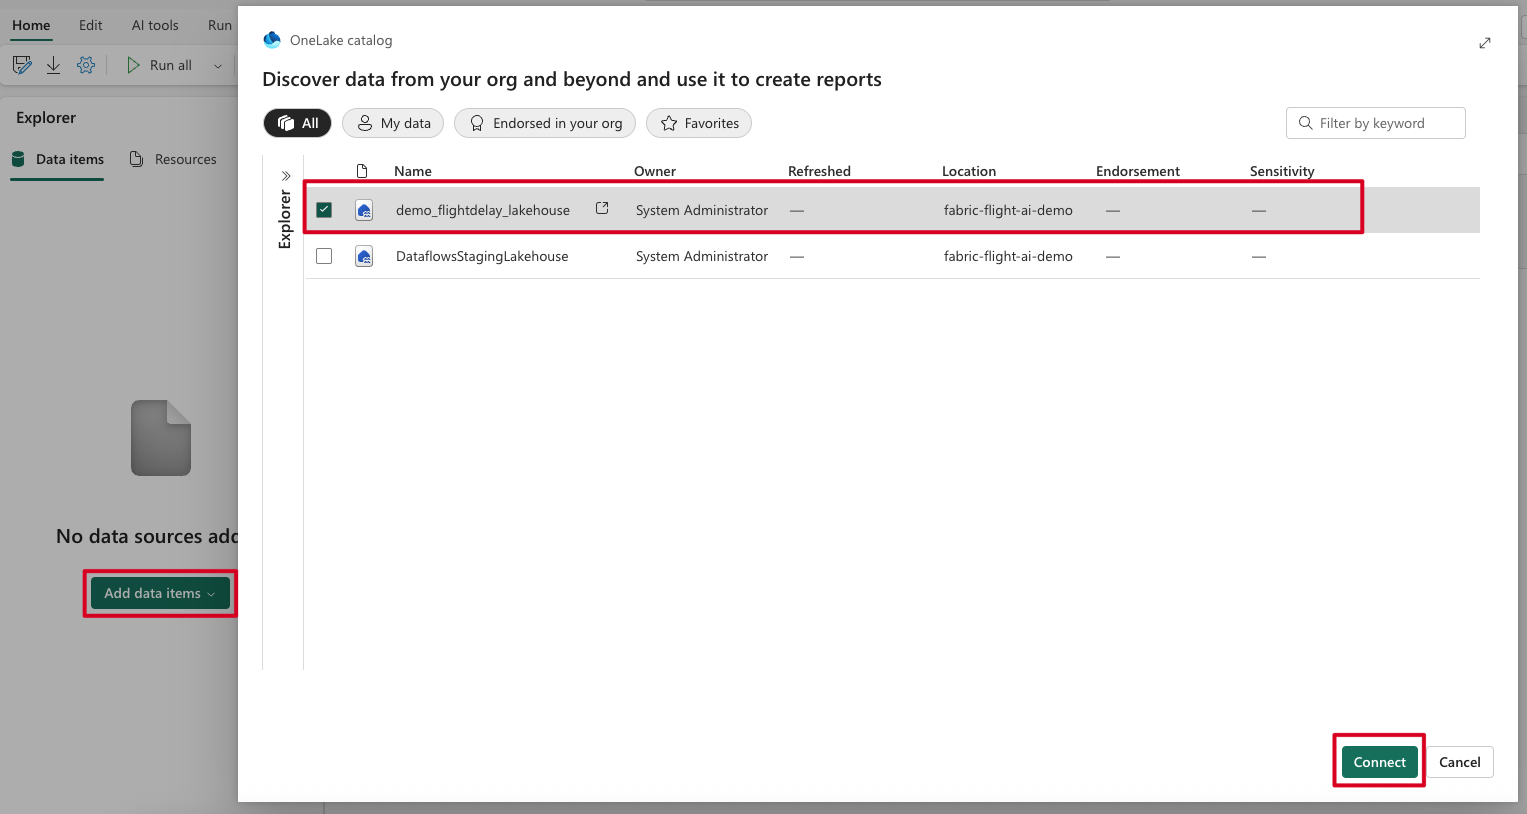 Home Edit AI tools Run
Run all
Explorer
Data items Resources
No data sources add
Add data items
OneLake catalog
Discover data from your org and beyond and use it to create reports
All My data Endorsed in your org Favorites Filter by keyword
Explorer
Name Owner Refreshed Location Endorsement Sensitivity
demo_flightdelay_lakehouse System Administrator — fabric-flight-ai-demo — —
DataflowsStagingLakehouse System Administrator — fabric-flight-ai-demo — —
Connect Cancel